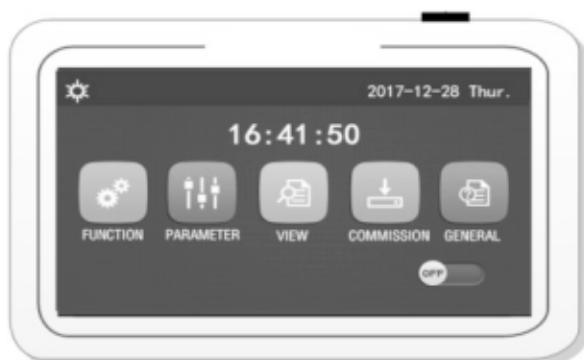 2017-12-28 Thur.
16:41:50
FUNCTION PARAMETER VIEW COMMISSION GENERAL
OFF